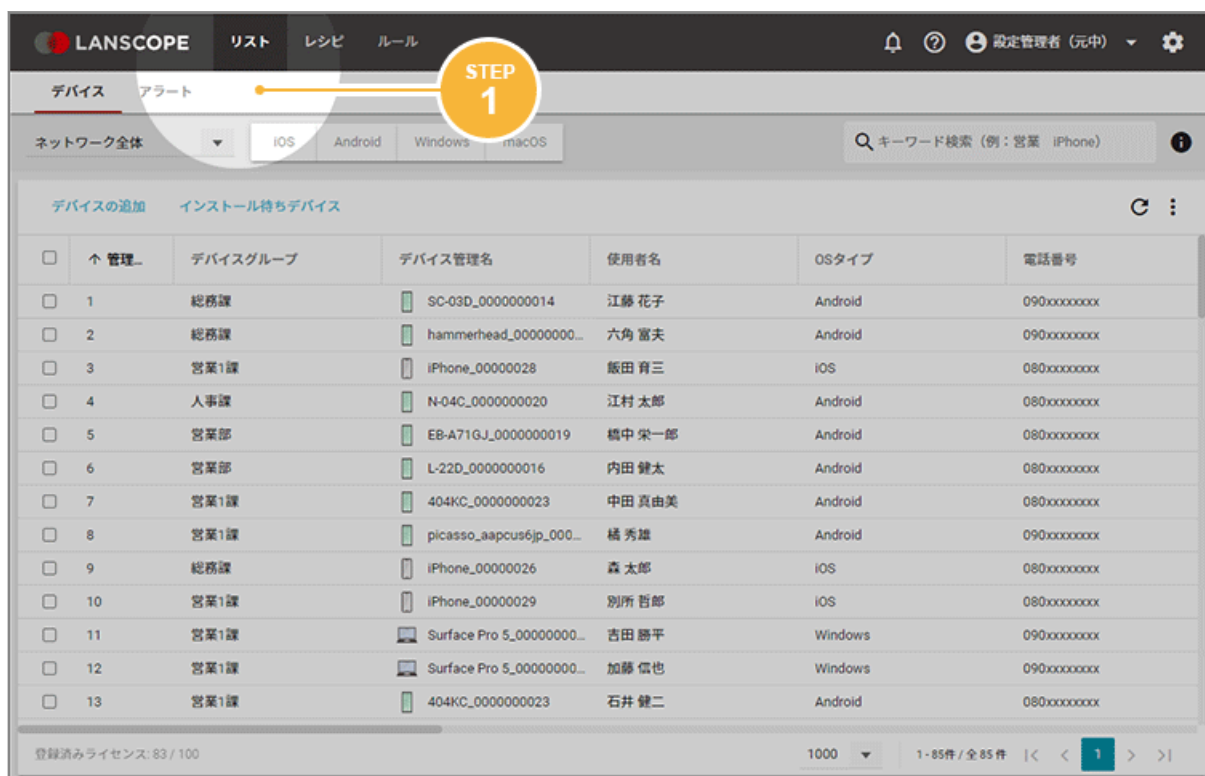 LANSCOPE リスト レシピ ルール 設定管理者（元中）
STEP
1
デバイス アラート
ネットワーク全体 iOS Android Windows macOS キーワード検索（例：営業 iPhone）
デバイスの追加 インストール待ちデバイス
↑ 管理... デバイスグループ デバイス管理名 使用者名 OSタイプ 電話番号
1 総務課 SC-03D_0000000014 江藤 花子 Android 090xxxxxxxx
2 総務課 hammerhead_00000000... 六角 富夫 Android 090xxxxxxxx
3 営業1課 iPhone_00000028 飯田 育三 iOS 080xxxxxxxx
4 人事課 N-04C_0000000020 江村 太郎 Android 080xxxxxxxx
5 営業部 EB-A71GJ_0000000019 橋中 栄一郎 Android 080xxxxxxxx
6 営業部 L-22D_0000000016 内田 健太 Android 080xxxxxxxx
7 営業1課 404KC_0000000023 中田 真由美 Android 080xxxxxxxx
8 営業1課 picasso_aapcus6jp_000... 橘 秀雄 Android 090xxxxxxxx
9 総務課 iPhone_00000026 森 太郎 iOS 080xxxxxxxx
10 営業1課 iPhone_00000029 別所 哲郎 iOS 080xxxxxxxx
11 営業1課 Surface Pro 5_00000000... 吉田 勝平 Windows 090xxxxxxxx
12 営業1課 Surface Pro 5_00000000... 加藤 信也 Windows 090xxxxxxxx
13 営業1課 404KC_0000000023 石井 健二 Android 080xxxxxxxx
登録済みライセンス: 83 / 100 1000 1 - 85件 / 全 85 件 1